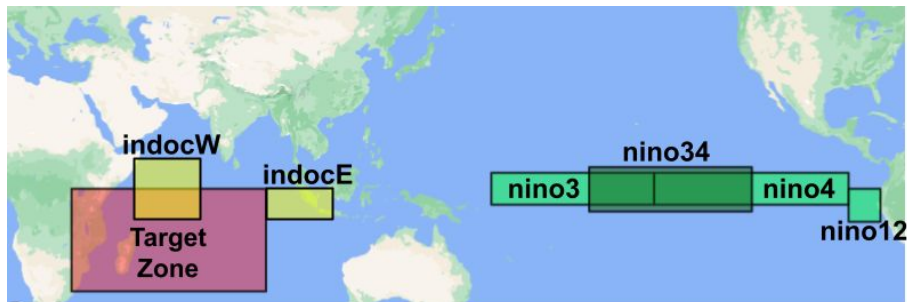 indocW
indocE
nino34
nino3
nino4
nino12
Target
Zone